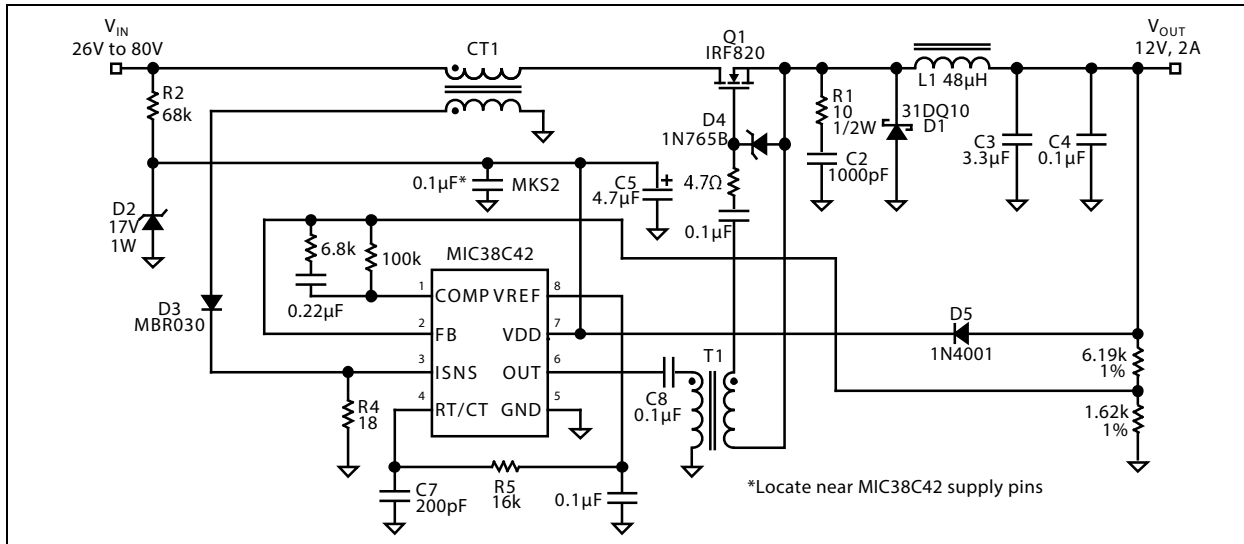 VIN
26V to 80V
CT1
Q1
IRF820
VOUT
12V, 2A
R2
68k
L1 48µH
D4
1N765B
R1
10
1/2W
31DQ10
D1
C3
3.3µF
C4
0.1µF
C2
1000pF
0.1µF*
MKS2
C5
4.7µF
+
4.7Ω
0.1µF
D2
17V
1W
6.8k
100k
MIC38C42
0.22µF
D3
MBR030
1
COMP
VREF
8
2
FB
VDD
7
3
ISNS
OUT
6
4
RT/CT
GND
5
D5
1N4001
6.19k
1%
1.62k
1%
T1
C8
0.1µF
R4
18
C7
200pF
R5
16k
0.1µF
*Locate near MIC38C42 supply pins